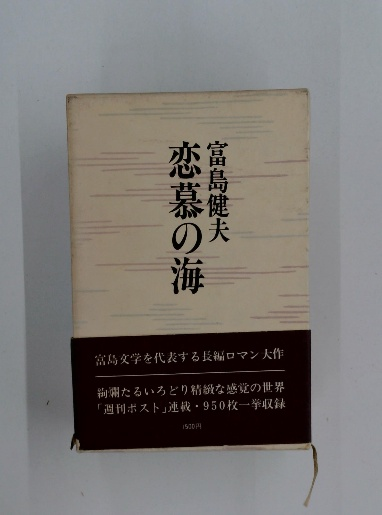 富島健夫
恋慕の海
富島文学を代表する長編ロマン大作
絢爛たるいろどり精緻な感覚の世界
「週刊ポスト」連載・950枚一挙収録
1500円